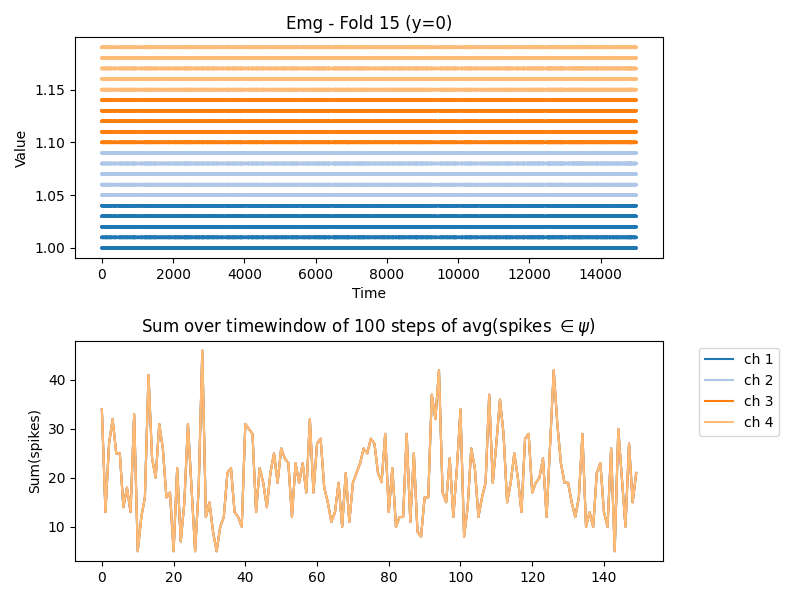 Emg - Fold 15 (y=0)
Value
1.15
1.10
1.05
1.00
0 2000 4000 6000 8000 10000 12000 14000
Time
Sum over timewindow of 100 steps of avg(spikes ∈ ψ)
Sum(spikes)
40
30
20
10
0 20 40 60 80 100 120 140
ch 1
ch 2
ch 3
ch 4